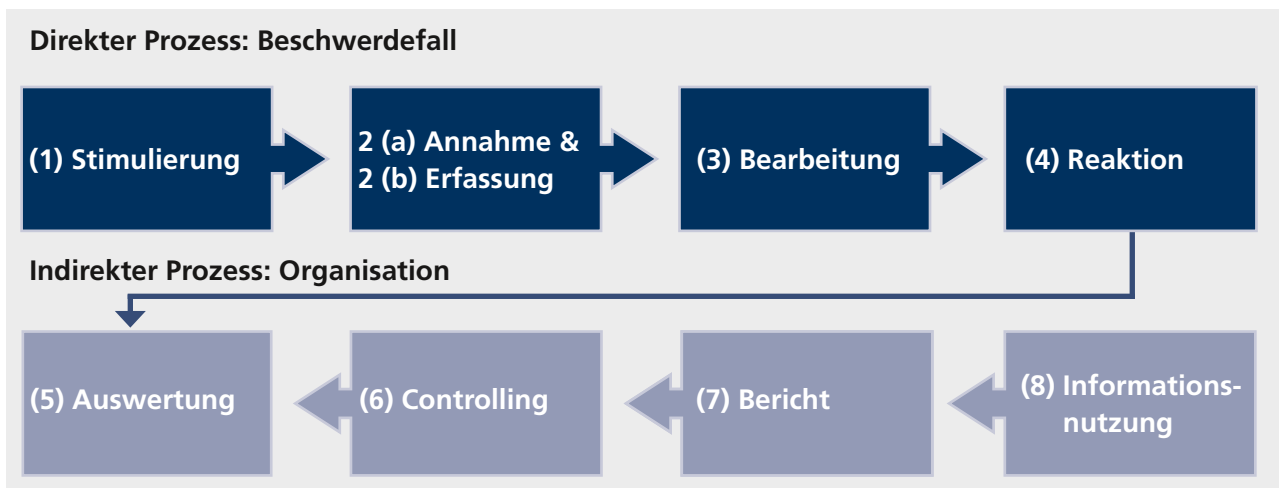 Direkter Prozess: Beschwerdefall
(1) Stimulierung
2 (a) Annahme &
2 (b) Erfassung
(3) Bearbeitung
(4) Reaktion
Indirekter Prozess: Organisation
(5) Auswertung
(6) Controlling
(7) Bericht
(8) Informations-
nutzung